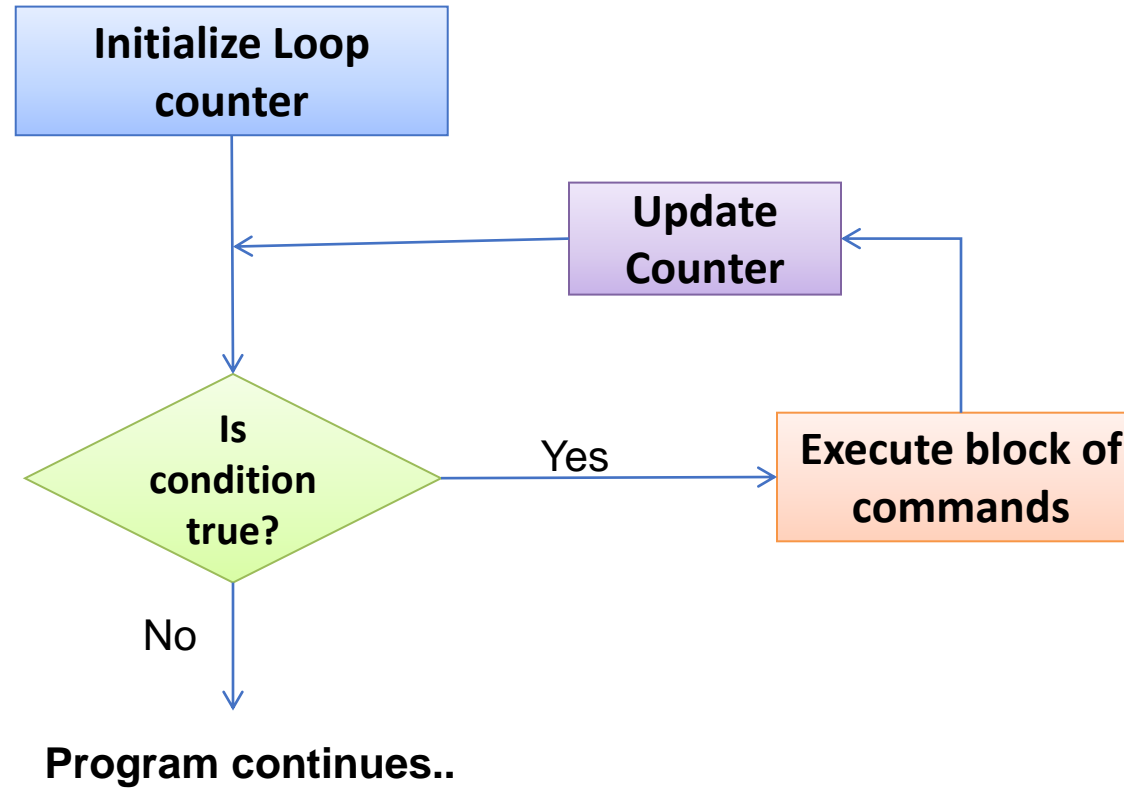 Initialize Loop
counter
Update
Counter
Is
condition
true?
Yes
Execute block of
commands
No
Program continues..